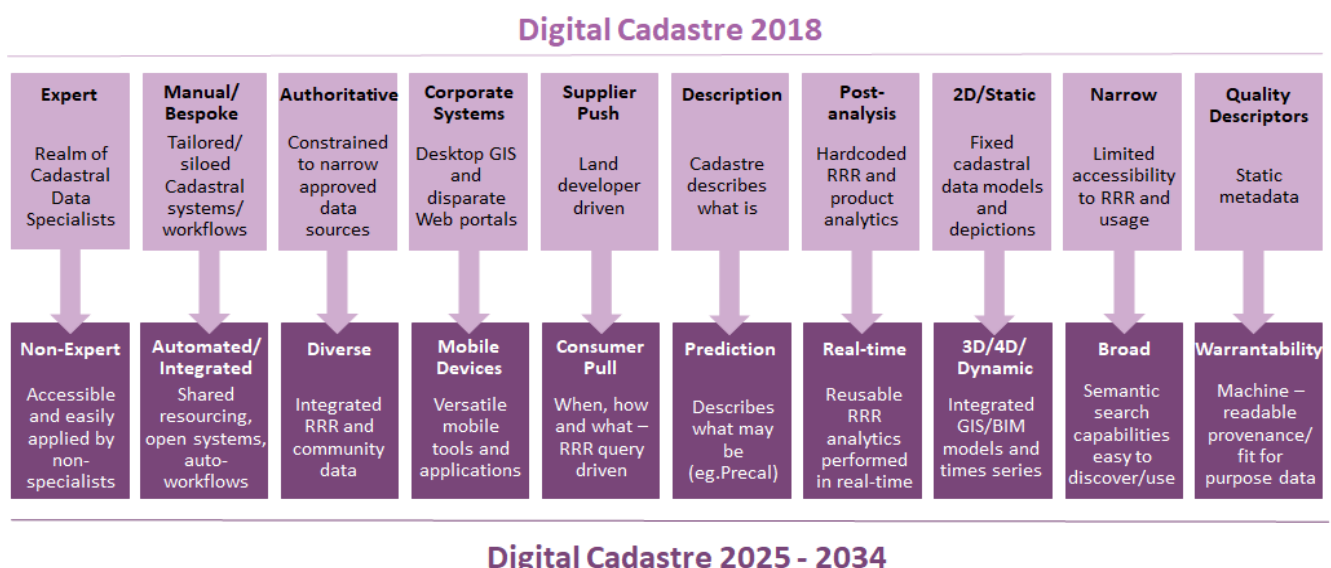 Digital Cadastre 2018
Expert
Realm of
Cadastral
Data
Specialists
Manual/
Bespoke
Tailored/
siloed
Cadastral
systems/
workflows
Authoritative
Constrained
to narrow
approved
data
sources
Corporate
Systems
Desktop GIS
and
disparate
Web portals
Supplier
Push
Land
developer
driven
Description
Cadastre
describes
what is
Post-
analysis
Hardcoded
RRR and
product
analytics
2D/Static
Fixed
cadastral
data models
and
depictions
Narrow
Limited
accessibility
to RRR and
usage
Quality
Descriptors
Static
metadata
Non-Expert
Accessible
and easily
applied by
non-
specialists
Automated/
Integrated
Shared
resourcing,
open systems,
auto-
workflows
Diverse
Integrated
RRR and
community
data
Mobile
Devices
Versatile
mobile
tools and
applications
Consumer
Pull
When, how
and what –
RRR query
driven
Prediction
Describes
what may
be
(eg.Precal)
Real-time
Reusable
RRR
analytics
performed
in real-time
3D/4D/
Dynamic
Integrated
GIS/BIM
models and
times series
Broad
Semantic
search
capabilities
easy to
discover/use
Warrantability
Machine –
readable
provenance/
fit for
purpose data
Digital Cadastre 2025 - 2034